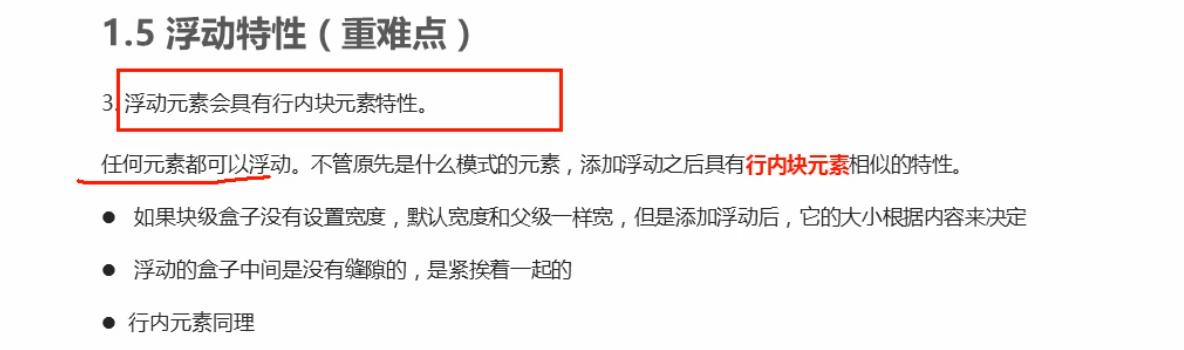 1.5 浮动特性（重难点）
3. 浮动元素会具有行内块元素特性。
任何元素都可以浮动。不管原先是什么模式的元素，添加浮动之后具有行内块元素相似的特性。
● 如果块级盒子没有设置宽度，默认宽度和父级一样宽，但是添加浮动后，它的大小根据内容来决定
● 浮动的盒子中间是没有缝隙的，是紧挨着一起的
● 行内元素同理